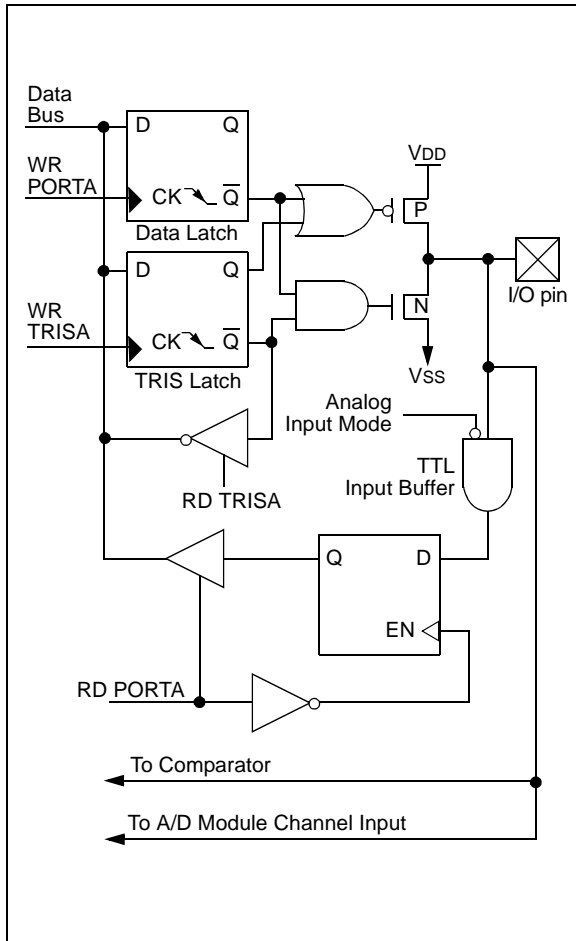 Data
Bus
D Q
WR
PORTA
CK Q
Data Latch
VDD
P
D Q
I/O pin
WR
TRISA
N
CK Q
TRIS Latch
VSS
Analog
Input Mode
TTL
Input Buffer
RD TRISA
Q D
EN
RD PORTA
To Comparator
To A/D Module Channel Input